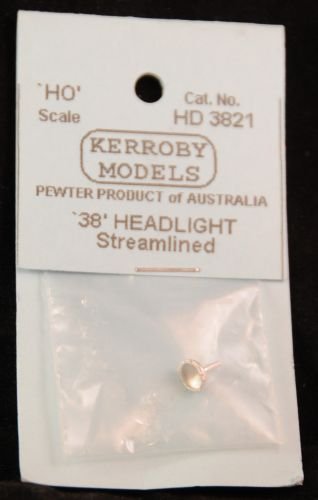 `HO' Cat. No.
Scale HD 3821
KERROBY
MODELS
PEWTER PRODUCT of AUSTRALIA
`38' HEADLIGHT
Streamlined